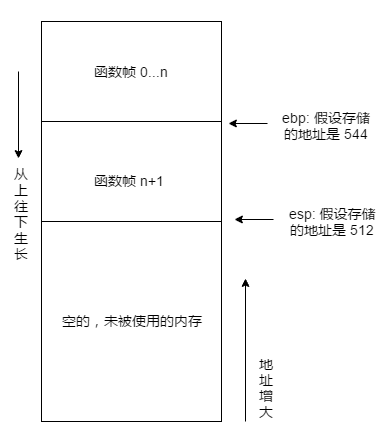 函数帧 0...n
ebp: 假设存储
的地址是 544
从上往下生长
函数帧 n+1
esp: 假设存储
的地址是 512
空的，未被使用的内存
地址增大